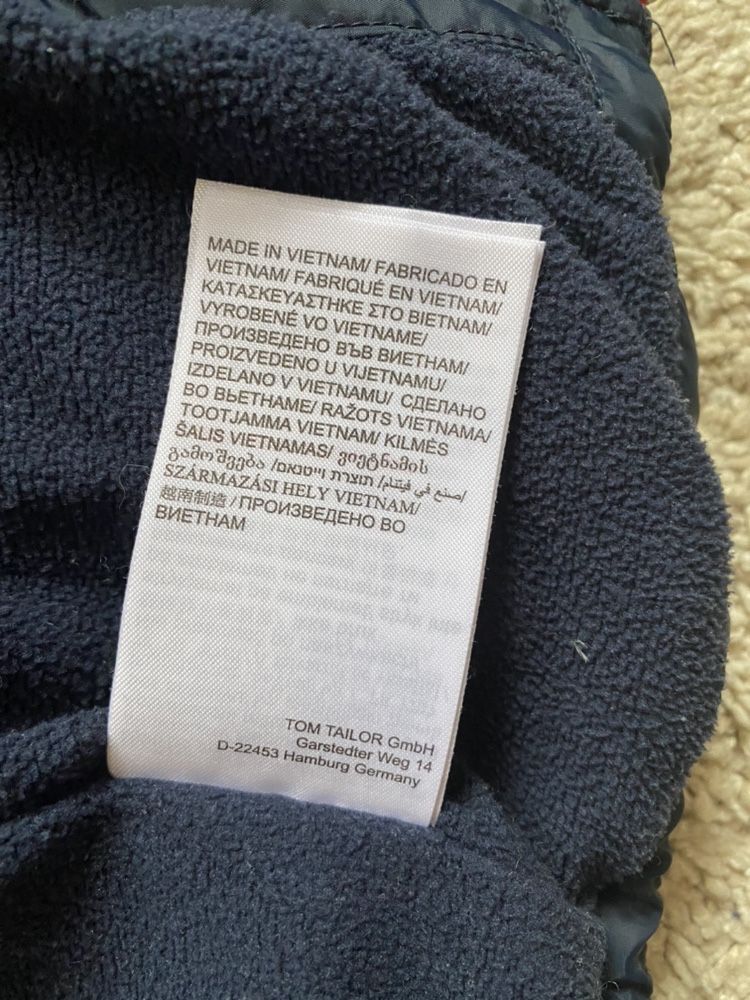 MADE IN VIETNAM/ FABRICADO EN
VIETNAM/ FABRIQUÉ EN VIETNAM/
ΚΑΤΑΣΚΕΥΑΣΤΗΚΕ ΣΤΟ ΒΙΕΤΝΑΜ/
VYROBENÉ VO VIETNAME/
ПРОИЗВЕДЕНО ВЪВ ВИЕТНАМ/
PROIZVEDENO U VIJETNAMU/
IZDELANO V VIETNAMU/ СДЕЛАНО
ВО ВЬЕТНАМЕ/ RAŽOTS VIETNAMA/
TOOTJAMMA VIETNAM/ KILMĖS
ŠALIS VIETNAMAS/ ვიეტნამის
გამოშვება /תוצרת וייטנאם /صنع في فيتنام/
SZÁRMAZÁSI HELY VIETNAM/
越南制造 /ПРОИЗВЕДЕНО ВО
ВИЕТНАМ
TOM TAILOR GmbH
Garstedter Weg 14
D-22453 Hamburg Germany